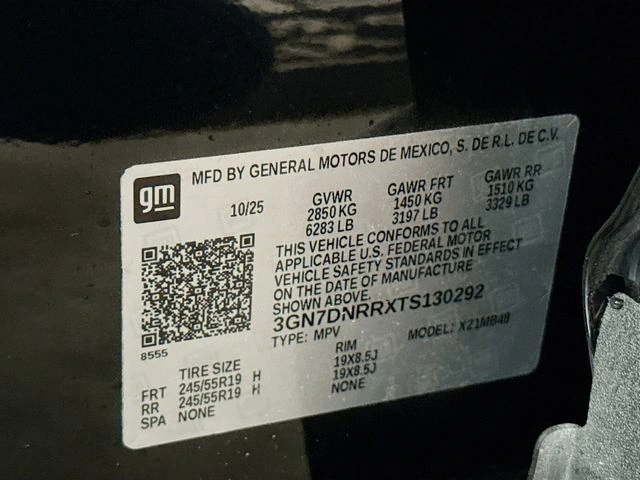 gm
MFD BY GENERAL MOTORS DE MEXICO, S. DE R.L. DE C.V.
10/25 GVWR GAWR FRT GAWR RR
2850 KG 1450 KG 1510 KG
6283 LB 3197 LB 3329 LB
THIS VEHICLE CONFORMS TO ALL
APPLICABLE U.S. FEDERAL MOTOR
VEHICLE SAFETY STANDARDS IN EFFECT
ON THE DATE OF MANUFACTURE
SHOWN ABOVE.
3GN7DNRRXTS130292
TYPE: MPV MODEL: X21MB48
8555
TIRE SIZE RIM
FRT 245/55R19 H 19X8.5J
RR 245/55R19 H 19X8.5J
SPA NONE NONE